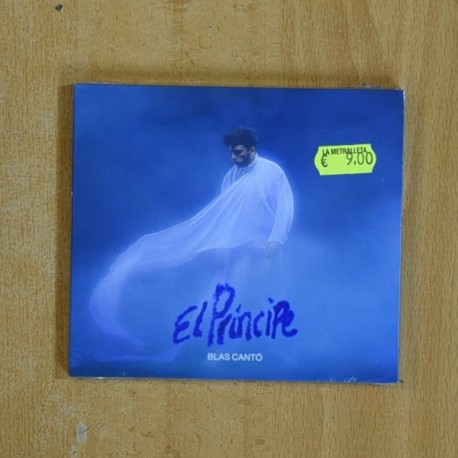 LA METRALLETA
€ 9,00
El Príncipe
BLAS CANTÓ